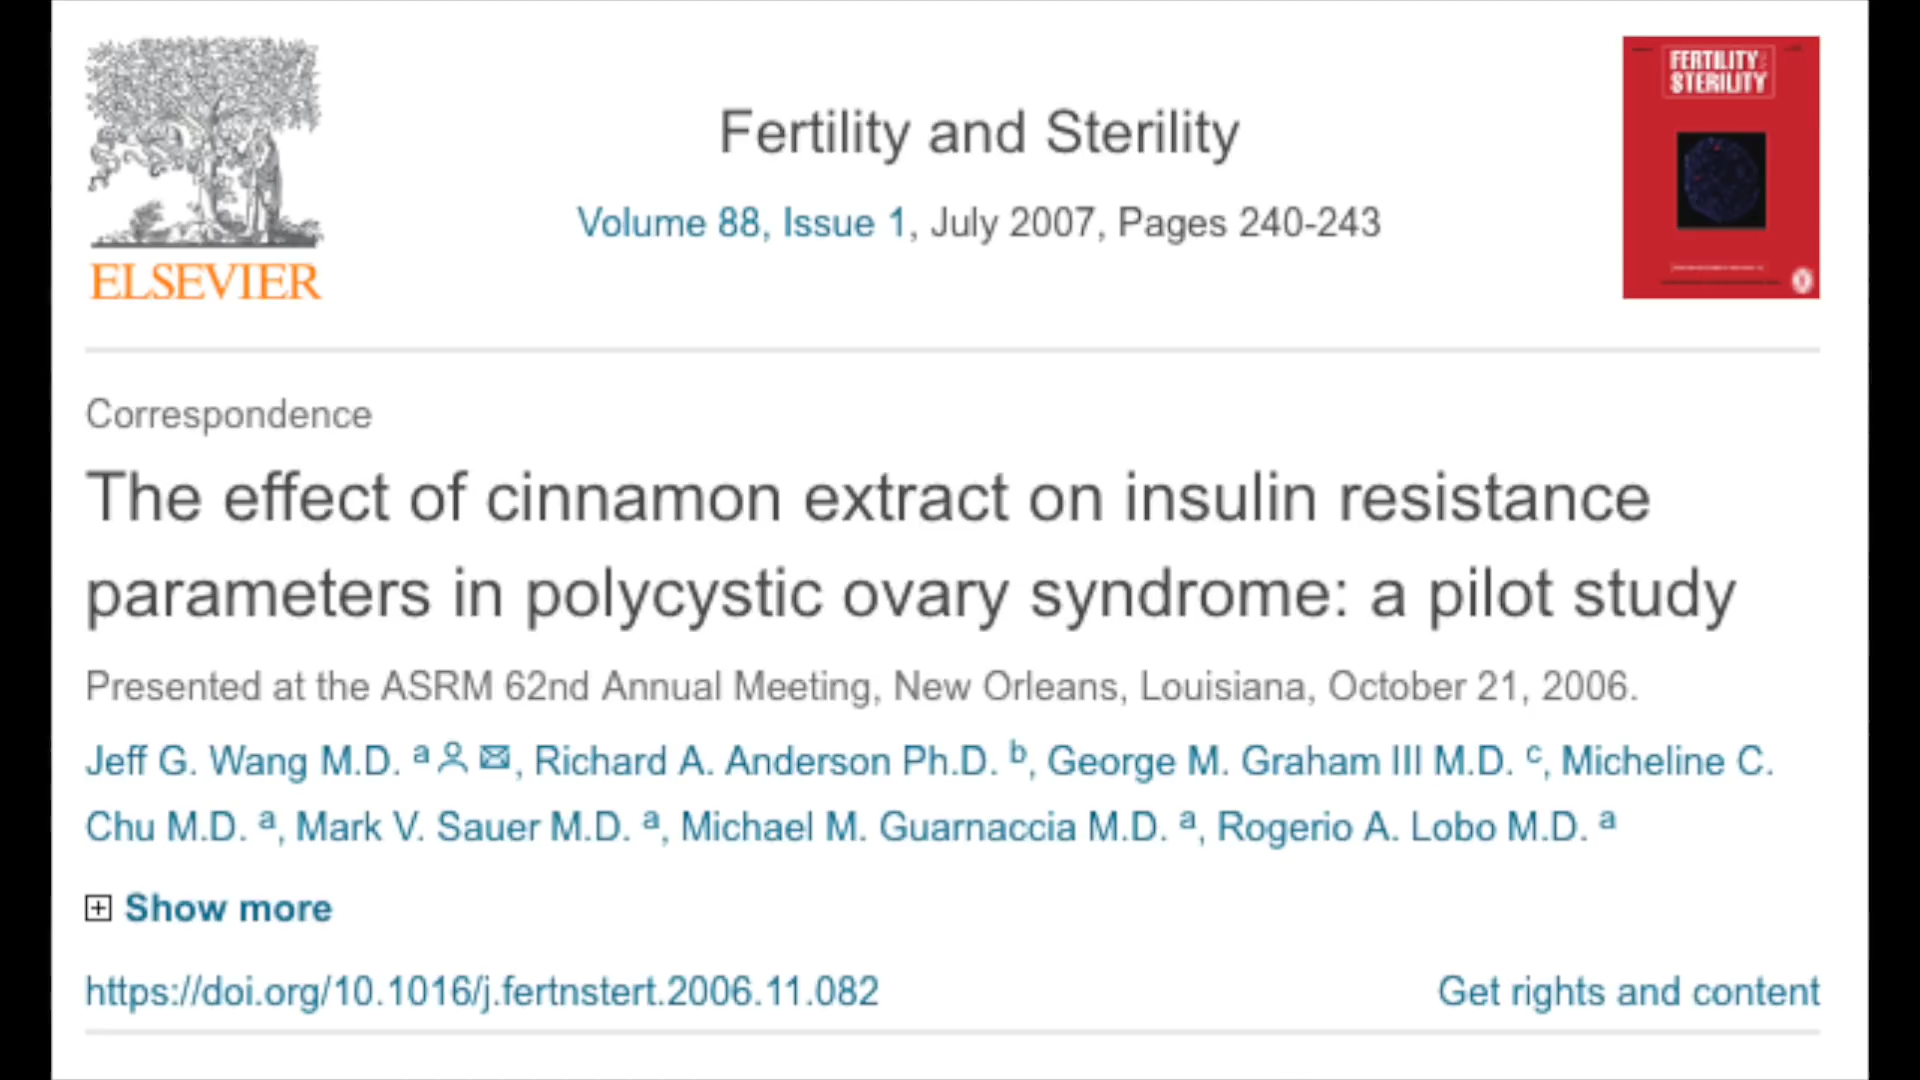 ELSEVIER
Fertility and Sterility
Volume 88, Issue 1, July 2007, Pages 240-243
FERTILITY
STERILITY
Correspondence
The effect of cinnamon extract on insulin resistance
parameters in polycystic ovary syndrome: a pilot study
Presented at the ASRM 62nd Annual Meeting, New Orleans, Louisiana, October 21, 2006.
Jeff G. Wang M.D. a, Richard A. Anderson Ph.D. b, George M. Graham III M.D. c, Micheline C.
Chu M.D. a, Mark V. Sauer M.D. a, Michael M. Guarnaccia M.D. a, Rogerio A. Lobo M.D. a
Show more
https://doi.org/10.1016/j.fertnstert.2006.11.082
Get rights and content